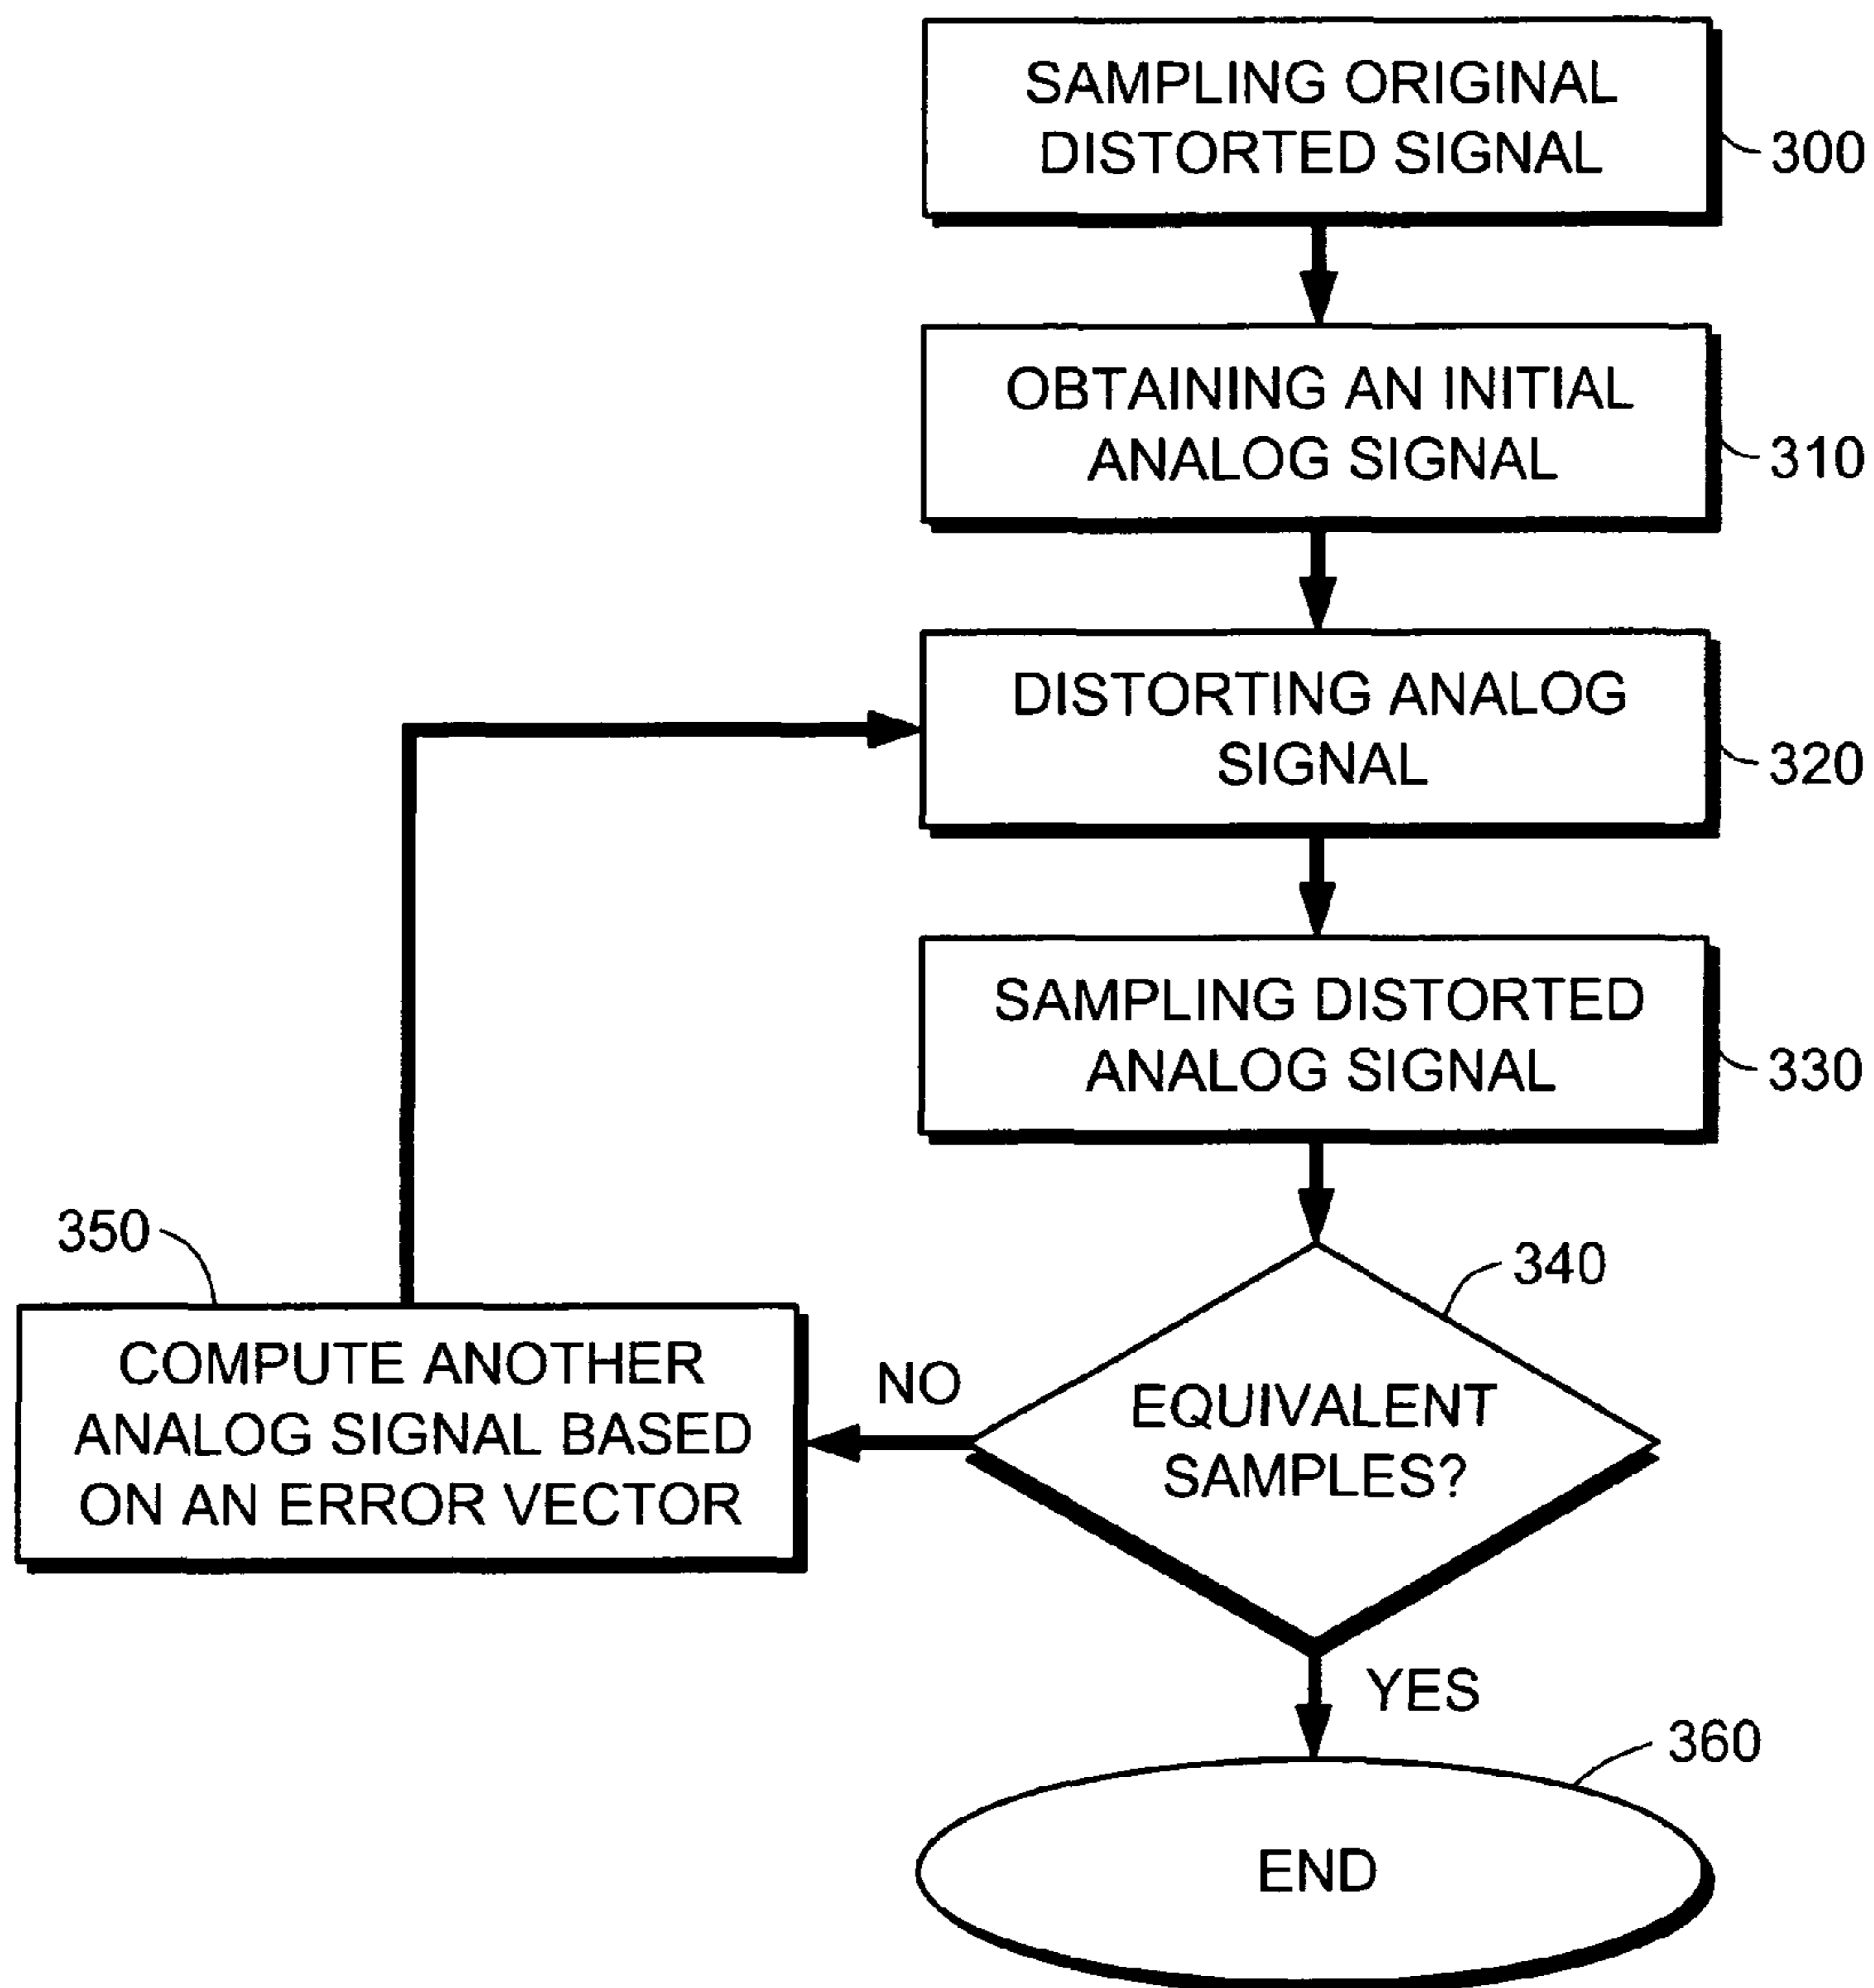 SAMPLING ORIGINAL
DISTORTED SIGNAL
300
OBTAINING AN INITIAL
ANALOG SIGNAL
310
DISTORTING ANALOG
SIGNAL
320
SAMPLING DISTORTED
ANALOG SIGNAL
330
340
EQUIVALENT
SAMPLES?
NO
350
COMPUTE ANOTHER
ANALOG SIGNAL BASED
ON AN ERROR VECTOR
YES
360
END